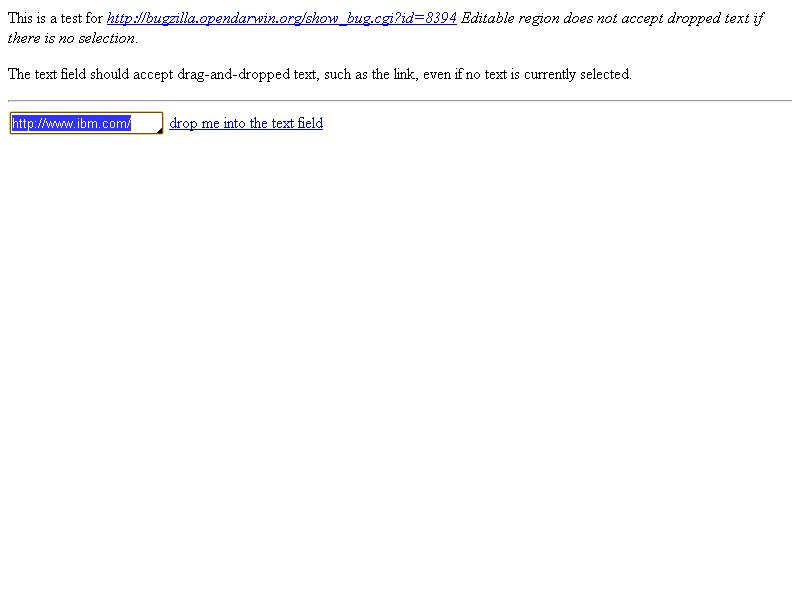 This is a test for http://bugzilla.opendarwin.org/show_bug.cgi?id=8394 Editable region does not accept dropped text if
there is no selection.
The text field should accept drag-and-dropped text, such as the link, even if no text is currently selected.
http://www.ibm.com/ drop me into the text field